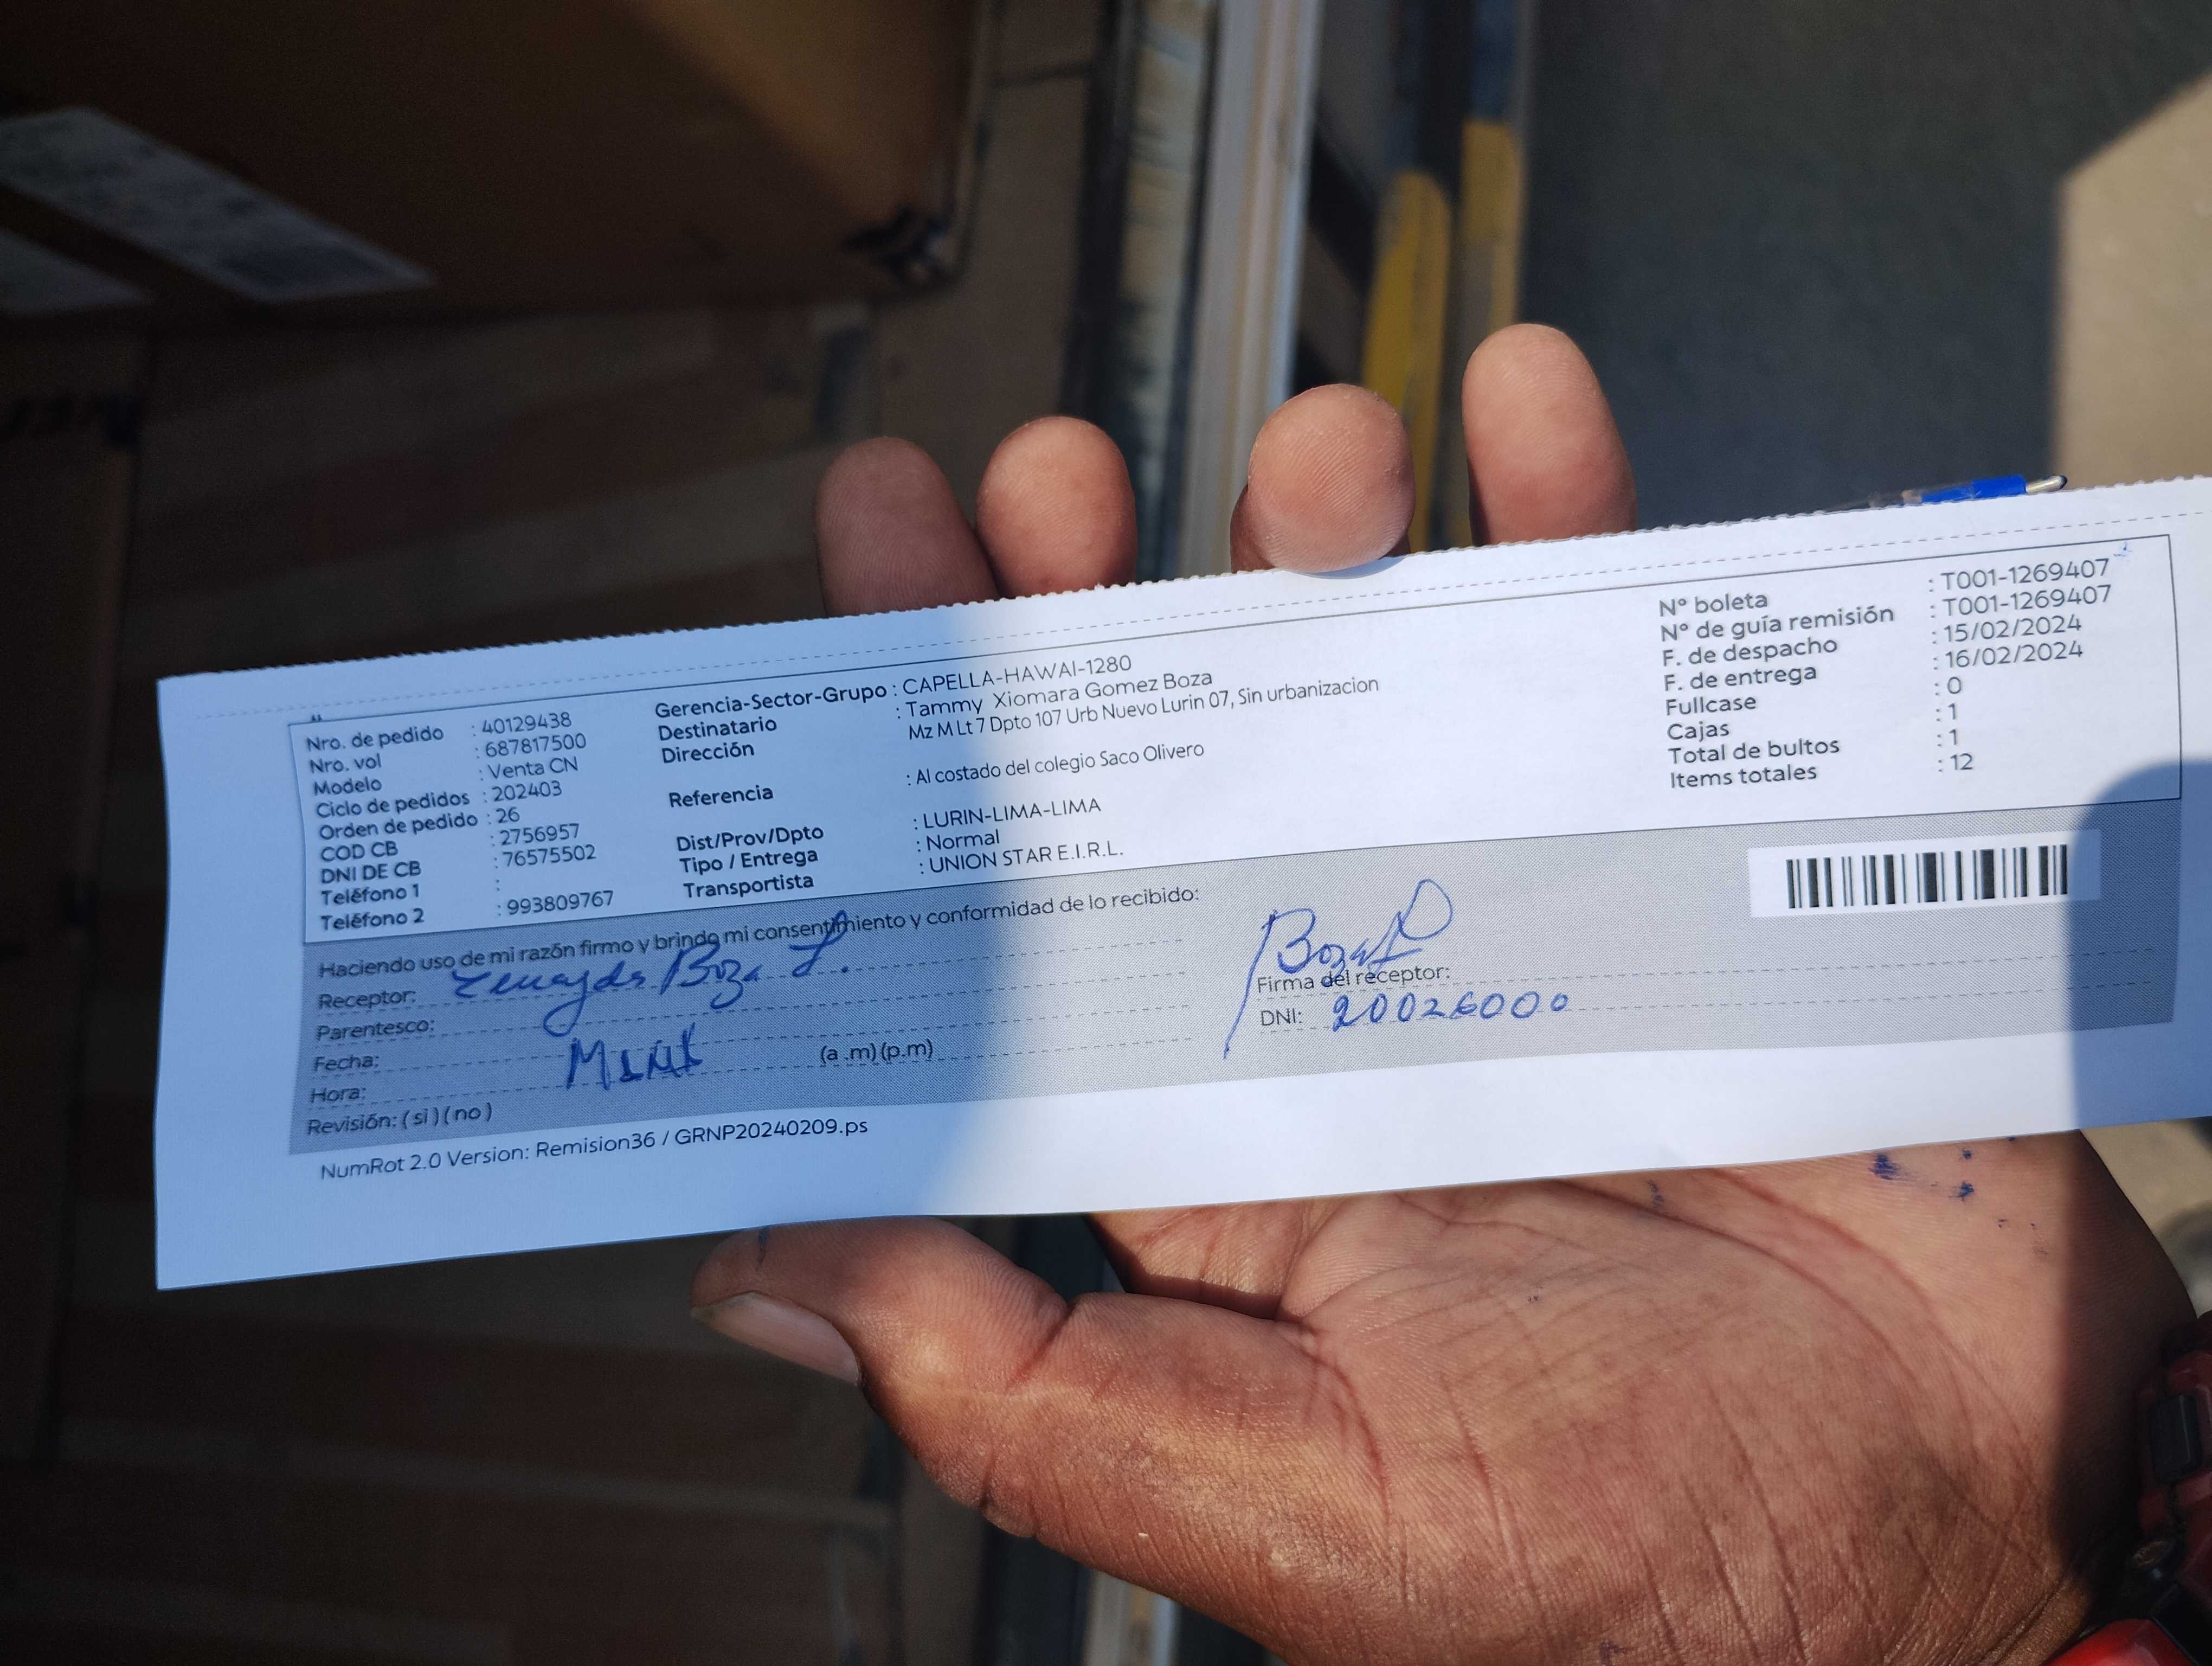 Nro. de pedido : 40129438
Nro. vol : 687817500
Modelo : Venta CN
Ciclo de pedidos : 202403
Orden de pedido : 26
COD CB : 2756957
DNI DE CB : 76575502
Teléfono 1 :
Teléfono 2 : 993809767
Gerencia-Sector-Grupo : CAPELLA-HAWAI-1280
Destinatario : Tammy Xiomara Gomez Boza
Dirección Mz M Lt 7 Dpto 107 Urb Nuevo Lurin 07, Sin urbanizacion
Referencia : Al costado del colegio Saco Olivero
Dist/Prov/Dpto : LURIN-LIMA-LIMA
Tipo / Entrega : Normal
Transportista : UNION STAR E.I.R.L.
Nº boleta : T001-1269407
Nº de guía remisión : T001-1269407
F. de despacho : 15/02/2024
F. de entrega : 16/02/2024
Fullcase : 0
Cajas : 1
Total de bultos : 1
Items totales : 12
Haciendo uso de mi razón firmo y brindo mi consentimiento y conformidad de lo recibido:
Receptor: Boza L.
Parentesco:
Fecha:
Hora: (a .m) (p.m)
Revisión: ( si ) ( no )
Boza
Firma del receptor:
DNI: 20026000
NumRot 2.0 Version: Remision36 / GRNP20240209.ps